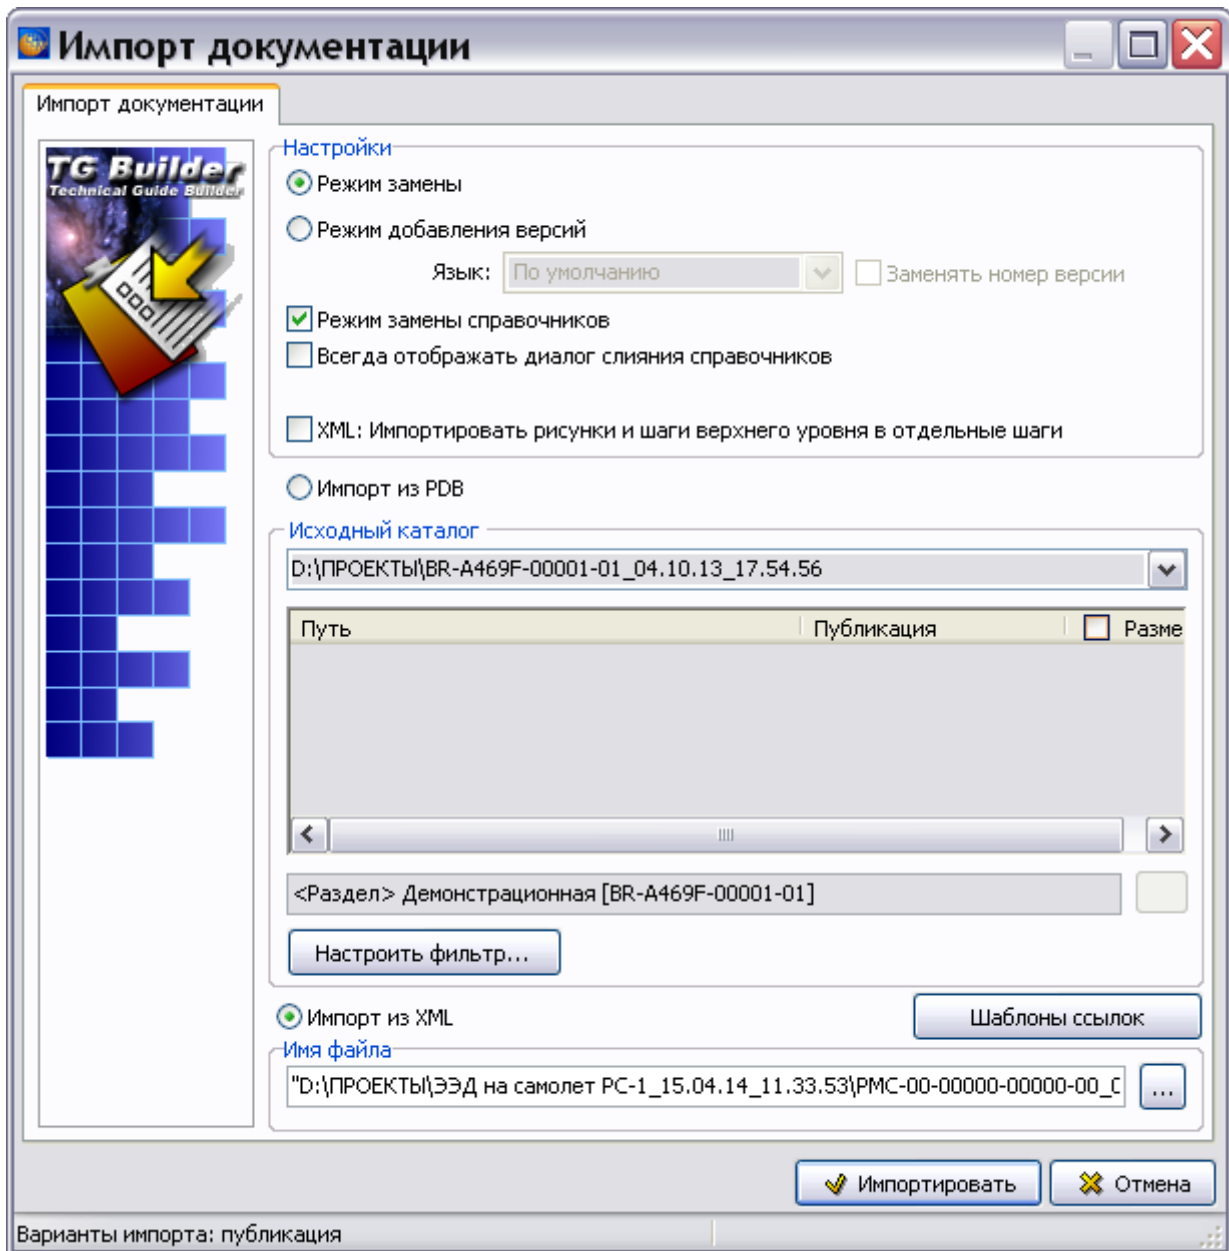 Импорт документации
Импорт документации
TG Builder
Technical Guide Builder
Настройки
Режим замены
Режим добавления версий
Язык: По умолчанию Заменять номер версии
Режим замены справочников
Всегда отображать диалог слияния справочников
XML: Импортировать рисунки и шаги верхнего уровня в отдельные шаги
Импорт из PDB
Исходный каталог
D:\ПРОЕКТЫ\BR-A469F-00001-01_04.10.13_17.54.56
Путь Публикация Разме
<Раздел> Демонстрационная [BR-A469F-00001-01]
Настроить фильтр...
Импорт из XML Шаблоны ссылок
Имя файла
"D:\ПРОЕКТЫ\ЭЭД на самолет РС-1_15.04.14_11.33.53\PMC-00-00000-00000-00_0 ...
Импортировать Отмена
Варианты импорта: публикация